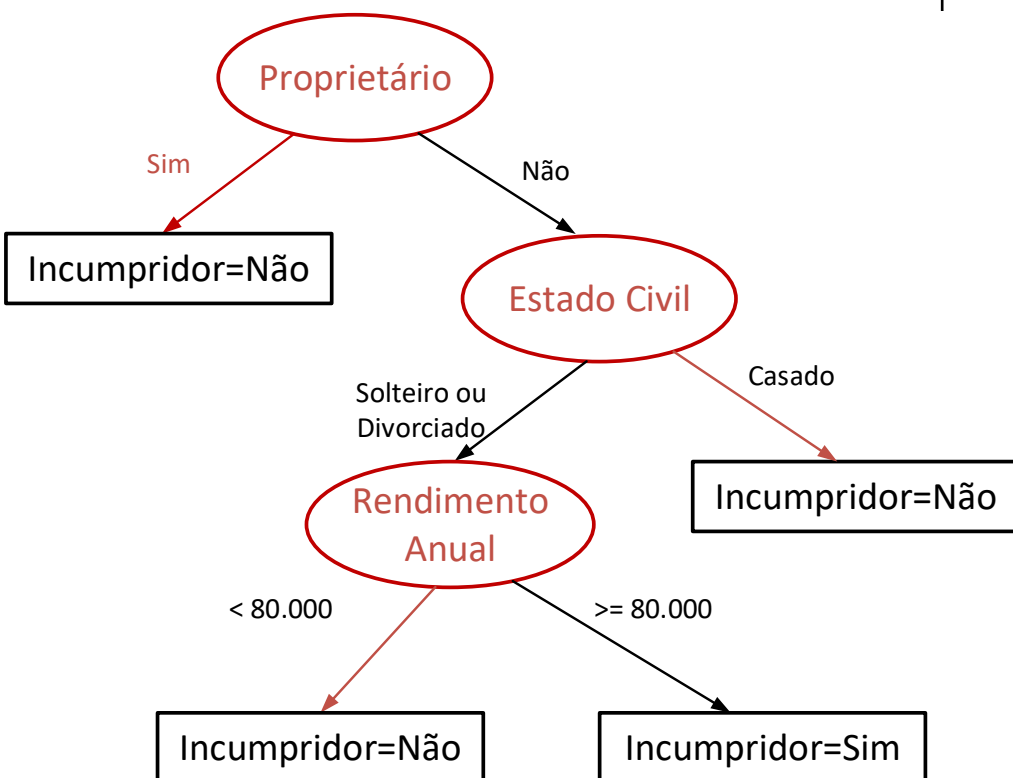 Proprietário
Sim
Não
Incumpridor=Não
Estado Civil
Solteiro ou
Divorciado
Casado
Rendimento
Anual
Incumpridor=Não
< 80.000
>= 80.000
Incumpridor=Não
Incumpridor=Sim